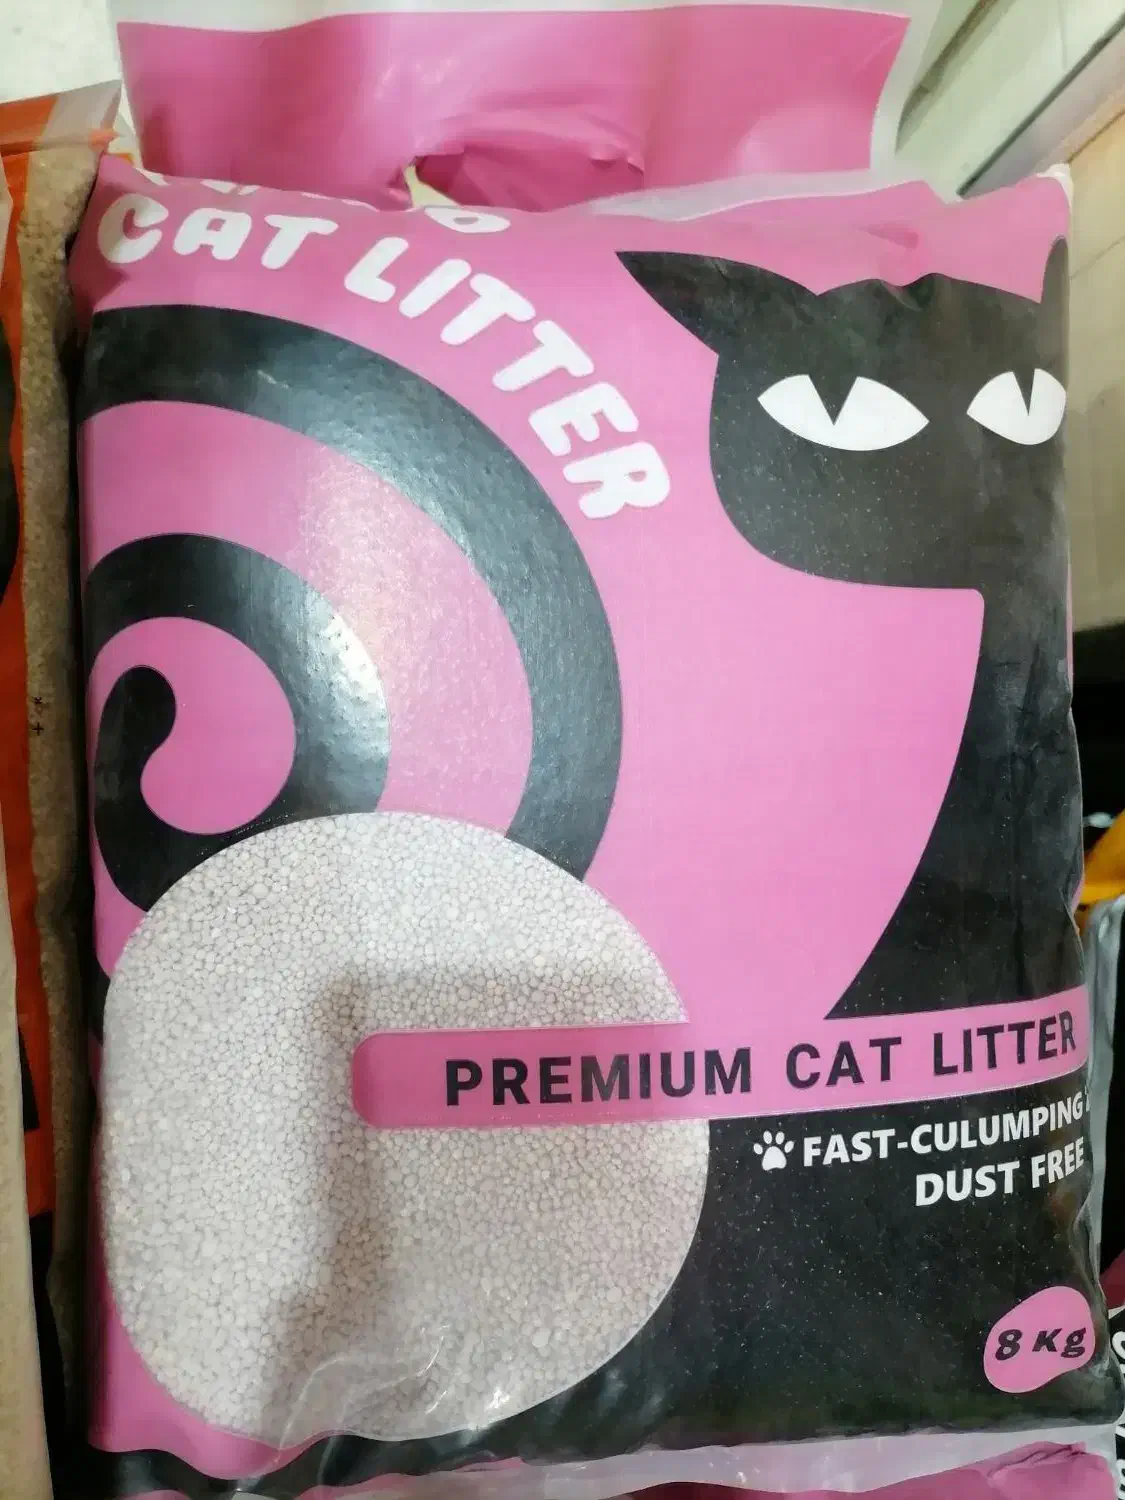 CAT LITTER
PREMIUM CAT LITTER
FAST-CULUMPING
DUST FREE
8 Kg